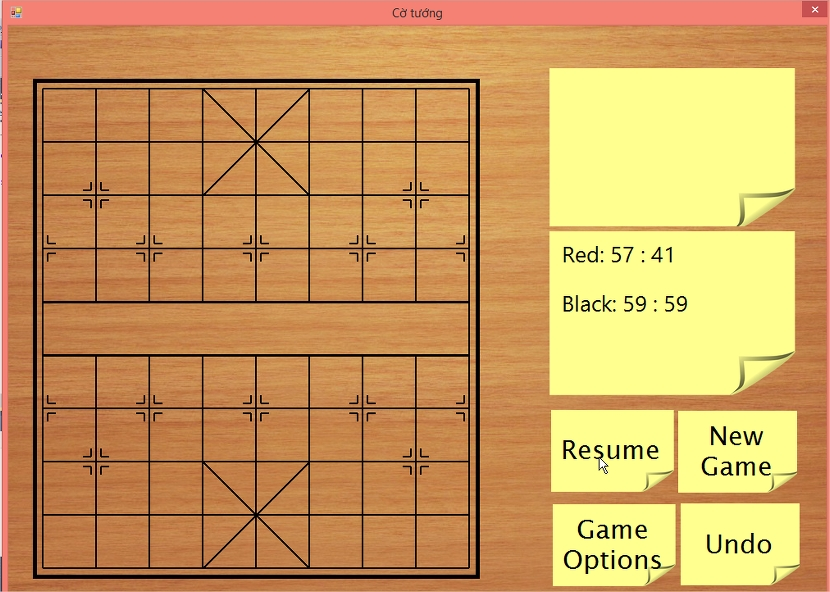 Cờ tướng
Red: 57 : 41
Black: 59 : 59
Resume
New
Game
Game
Options
Undo